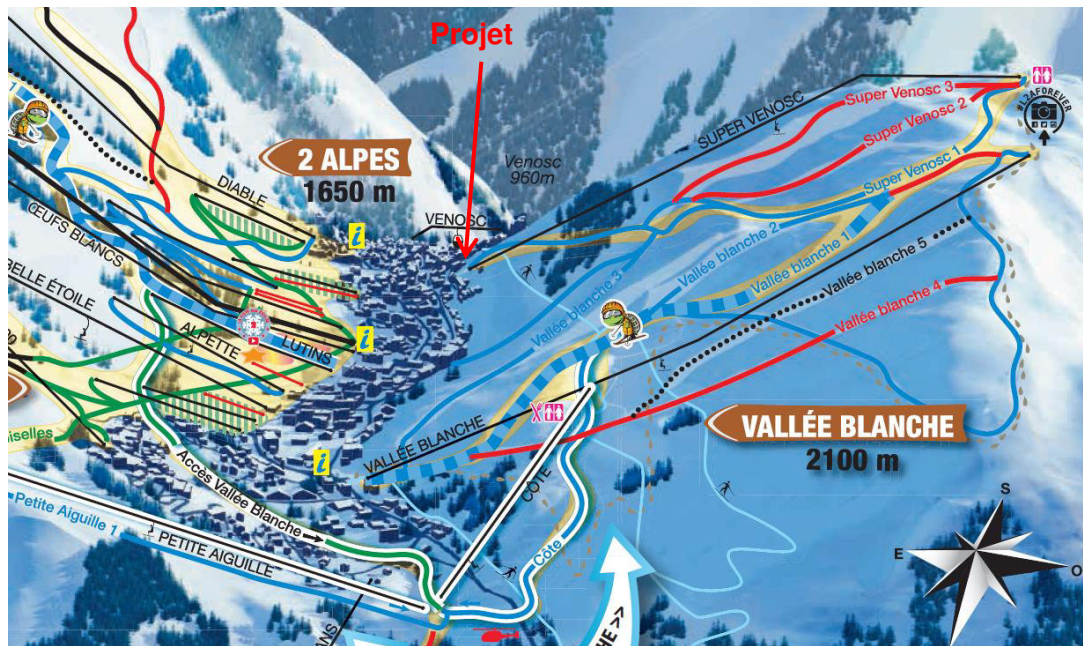 Projet
2 ALPES
1650 m
DIABLE
ŒUFS BLANCS
BELLE ÉTOILE
ALPETTE
LUTINS
VENOSC
Venosc
960m
SUPER VENOSC
Super Venosc 3
Super Venosc 2
Super Venosc 1
#L2AFOREVER
Vallée blanche 2
Vallée blanche 1
Vallée blanche 3
Vallée blanche 5
Vallée blanche 4
VALLÉE BLANCHE
CÔTE
Côte
VALLÉE BLANCHE
2100 m
Accès Vallée Blanche
Petite Aiguille 1
PETITE AIGUILLE
i
i
i
S
E
O